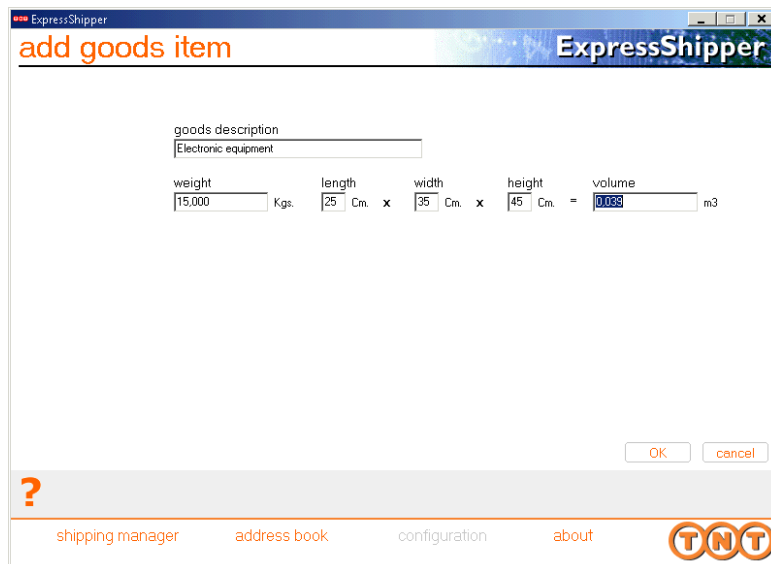 ExpressShipper
add goods item
ExpressShipper
goods description
Electronic equipment
weight length width height volume
15,000 Kgs. 25 Cm. x 35 Cm. x 45 Cm. = 0,039 m3
OK cancel
?
shipping manager address book configuration about
TNT